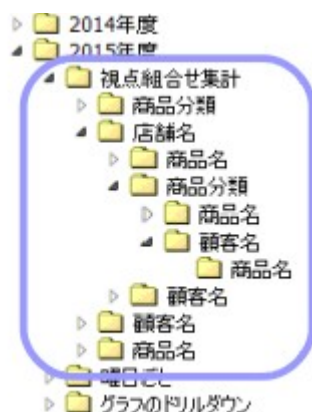 2014年度
2015年度
視点組合せ集計
商品分類
店舗名
商品名
商品分類
商品名
顧客名
商品名
顧客名
顧客名
商品名
曜日ごと
グラフのドリルダウン